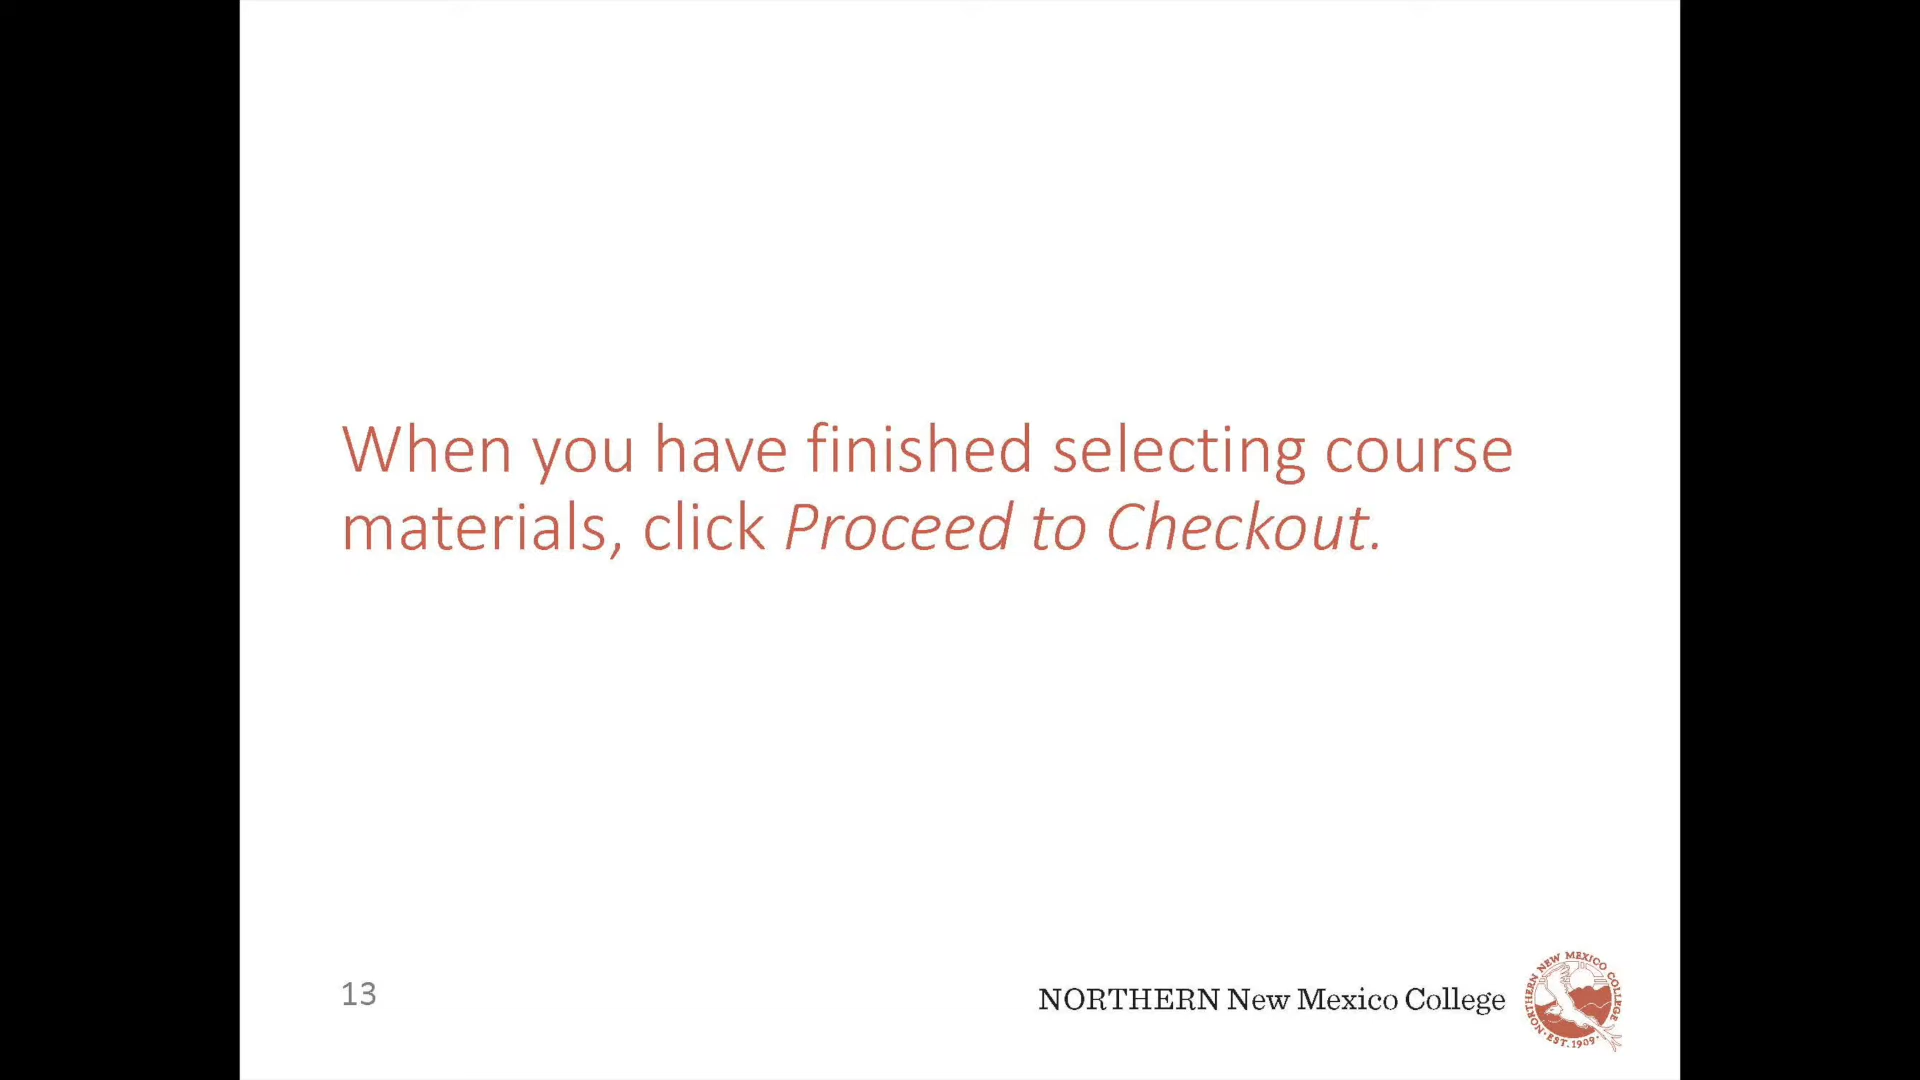 When you have finished selecting course
materials, click Proceed to Checkout.
13
NORTHERN New Mexico College
NORTHERN NEW MEXICO COLLEGE
·EST.1909·